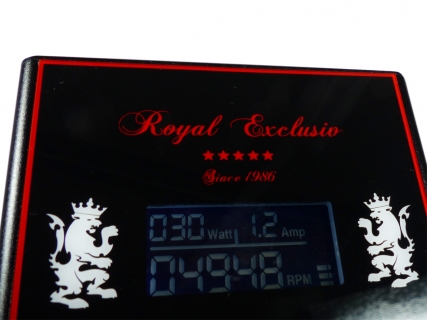 Royal Exclusiv
Since 1986
030 Watt 1.2 Amp
04948 RPM